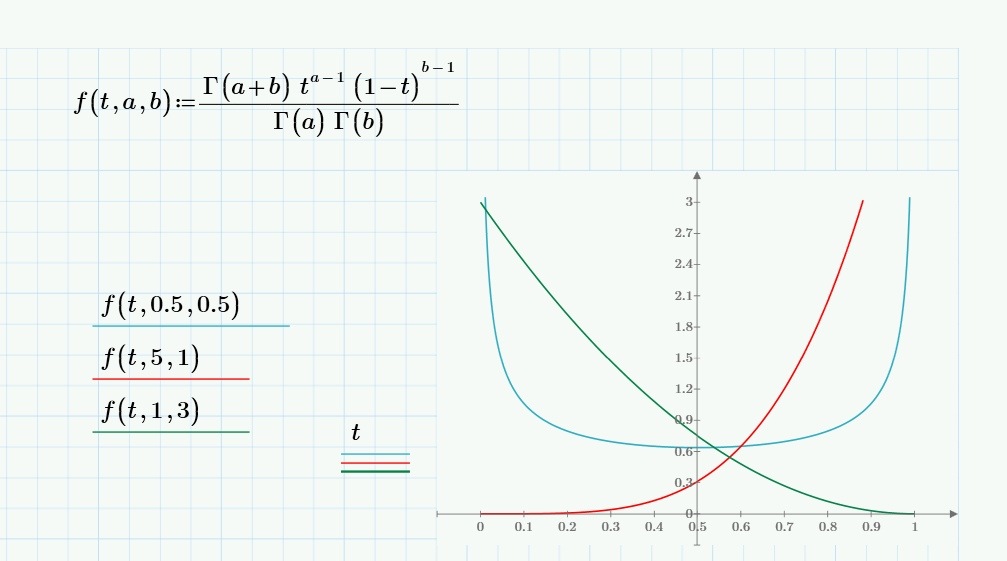 f(t,a,b):=Γ(a+b) t^(a-1) (1-t)^(b-1) / Γ(a) Γ(b)
f(t,0.5,0.5)
f(t,5,1)
f(t,1,3)
t
3
2.7
2.4
2.1
1.8
1.5
1.2
0.9
0.6
0.3
0
0 0.1 0.2 0.3 0.4 0.5 0.6 0.7 0.8 0.9 1